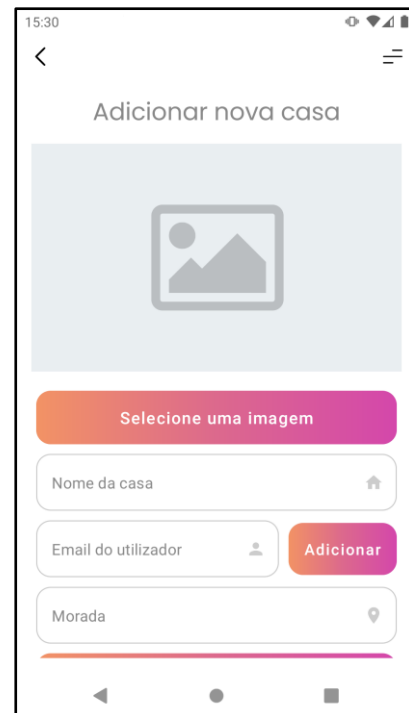 15:30
Adicionar nova casa
Selecione uma imagem
Nome da casa
Email do utilizador
Adicionar
Morada